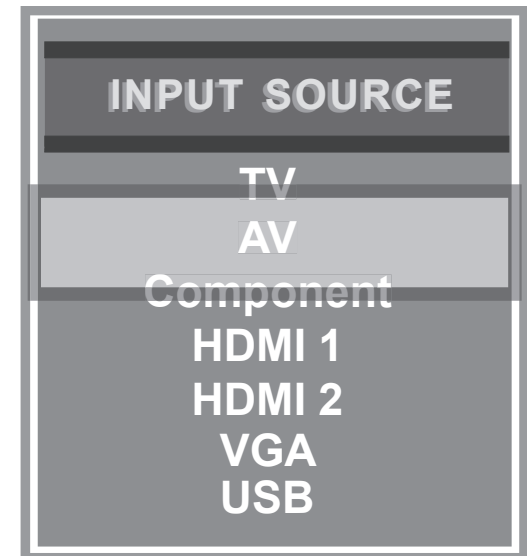 INPUT SOURCE
TV
AV
Component
HDMI 1
HDMI 2
VGA
USB